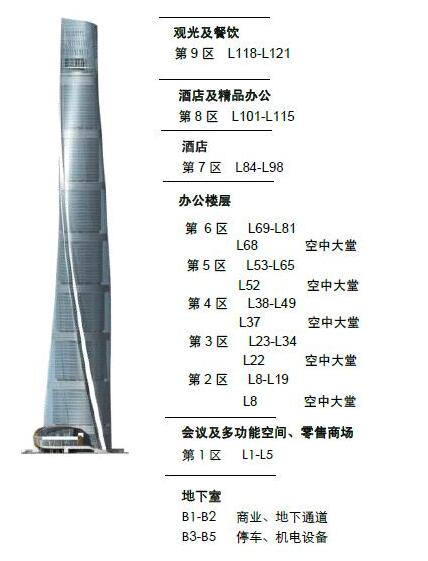 观光及餐饮
第 9 区 L118-L121
酒店及精品办公
第 8 区 L101-L115
酒店
第 7 区 L84-L98
办公楼层
第 6 区 L69-L81
L68 空中大堂
第 5 区 L53-L65
L52 空中大堂
第 4 区 L38-L49
L37 空中大堂
第 3 区 L23-L34
L22 空中大堂
第 2 区 L8-L19
L8 空中大堂
会议及多功能空间、零售商场
第 1 区 L1-L5
地下室
B1-B2 商业、地下通道
B3-B5 停车、机电设备